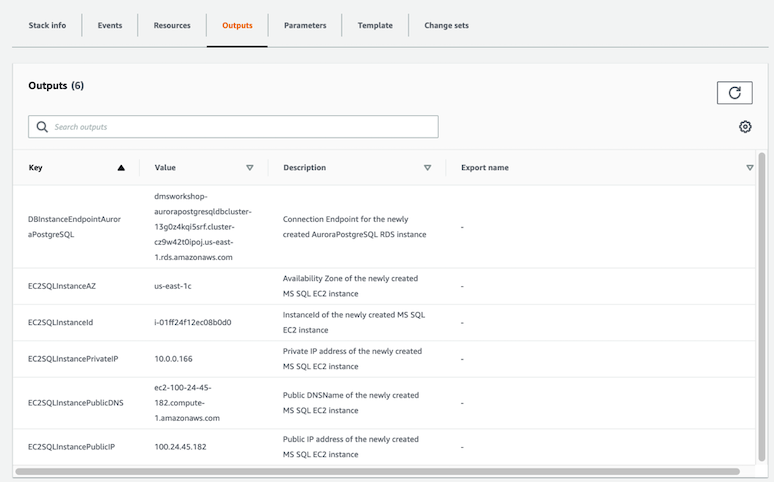 Stack info Events Resources Outputs Parameters Template Change sets
Outputs (6)
Search outputs
Key Value Description Export name
DBInstanceEndpointAuror
aPostgreSQL
dmsworkshop-
aurorapostgresqldbcluster-
13g0z4kqi5srf.cluster-
cz9w42t0ipoj.us-east-
1.rds.amazonaws.com
Connection Endpoint for the newly
created AuroraPostgreSQL RDS instance
-
EC2SQLInstanceAZ
us-east-1c
Availability Zone of the newly created
MS SQL EC2 instance
-
EC2SQLInstanceId
i-01ff24f12ec08b0d0
InstanceId of the newly created MS SQL
EC2 instance
-
EC2SQLInstancePrivateIP
10.0.0.166
Private IP address of the newly created
MS SQL EC2 instance
-
EC2SQLInstancePublicDNS
ec2-100-24-45-
182.compute-
1.amazonaws.com
Public DNSName of the newly created
MS SQL EC2 instance
-
EC2SQLInstancePublicIP
100.24.45.182
Public IP address of the newly created
MS SQL EC2 instance
-